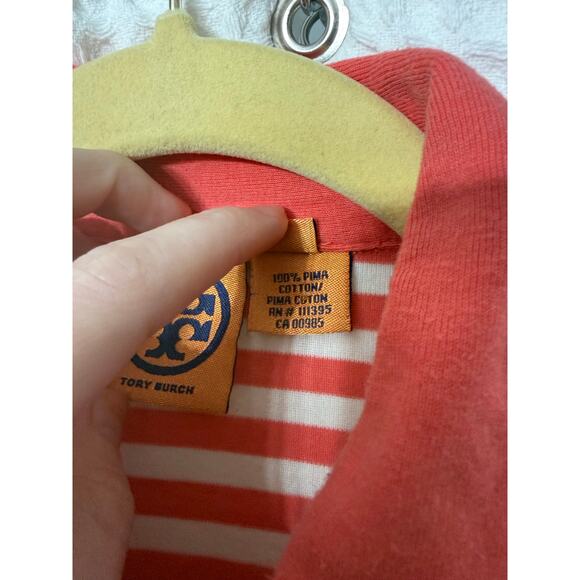 100% PIMA
COTTON/
PIMA COTON
RN # 111395
CA 00985
TORY BURCH